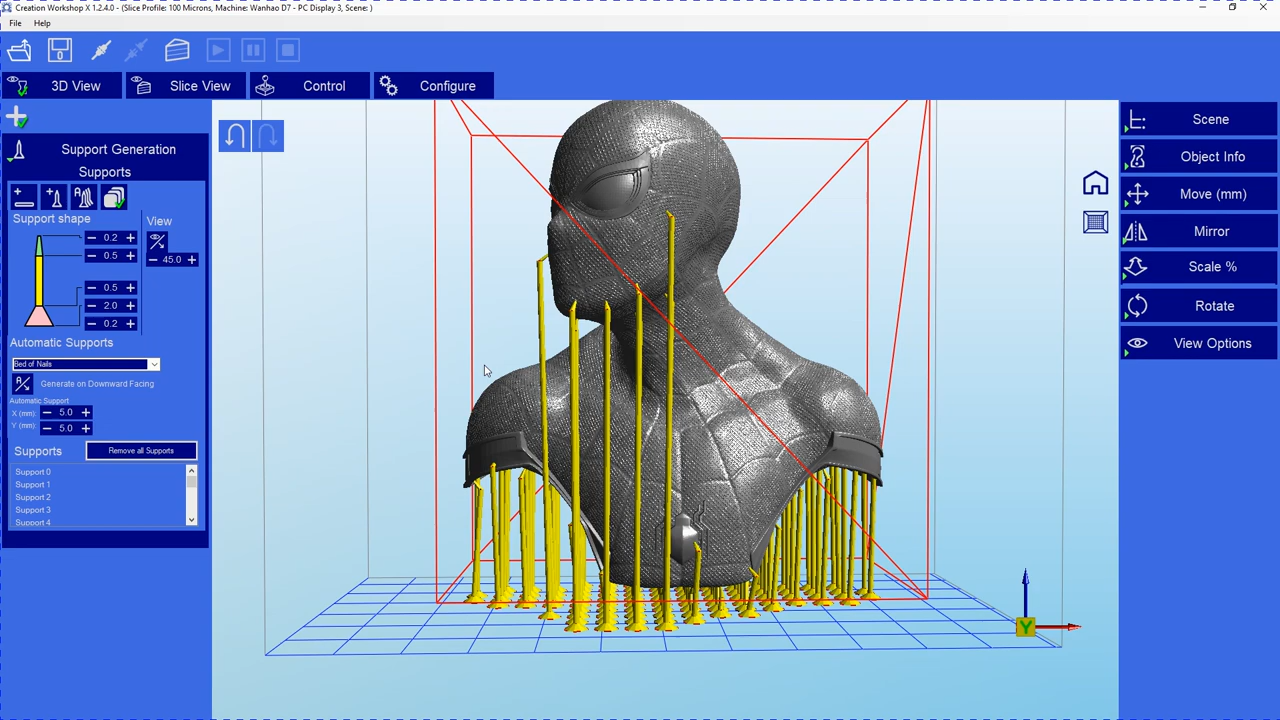 Creation Workshop X 1.2.4.0 - (Slice Profile: 100 Microns, Machine: Wanhao D7 - PC Display 3, Scene: )
File Help
3D View Slice View Control Configure
Support Generation
Supports
Support shape View
0.2
0.5
45.0
0.5
2.0
0.2
Automatic Supports
Bed of Nails
Generate on Downward Facing
Automatic Support
X (mm): 5.0
Y (mm): 5.0
Supports Remove all Supports
Support 0
Support 1
Support 2
Support 3
Support 4
Scene
Object Info
Move (mm)
Mirror
Scale %
Rotate
View Options
Y